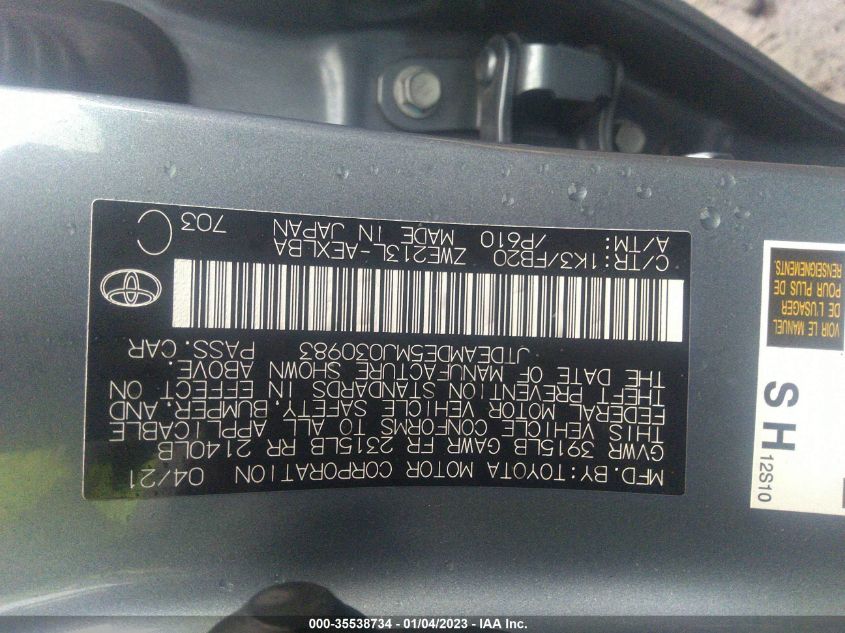 MFD. BY: TOYOTA MOTOR CORPORATION 04/21
GVWR 3915LB GAWR FR 2315LB RR 2140LB
THIS VEHICLE CONFORMS TO ALL APPLICABLE
FEDERAL MOTOR VEHICLE SAFETY, BUMPER, AND
THEFT PREVENTION STANDARDS IN EFFECT ON
THE DATE OF MANUFACTURE SHOWN ABOVE.
JTDEAMDE5MJ030983 PASS. CAR
C/TR: 1K3/FB20 ZWE213L-AEXLBA
A/TM: /P610 MADE IN JAPAN
703
C
VOIR LE MANUEL
DE L'USAGER
POUR PLUS DE
RENSEIGNEMENTS.
S H
12S10
000-35538734 - 01/04/2023 - IAA Inc.